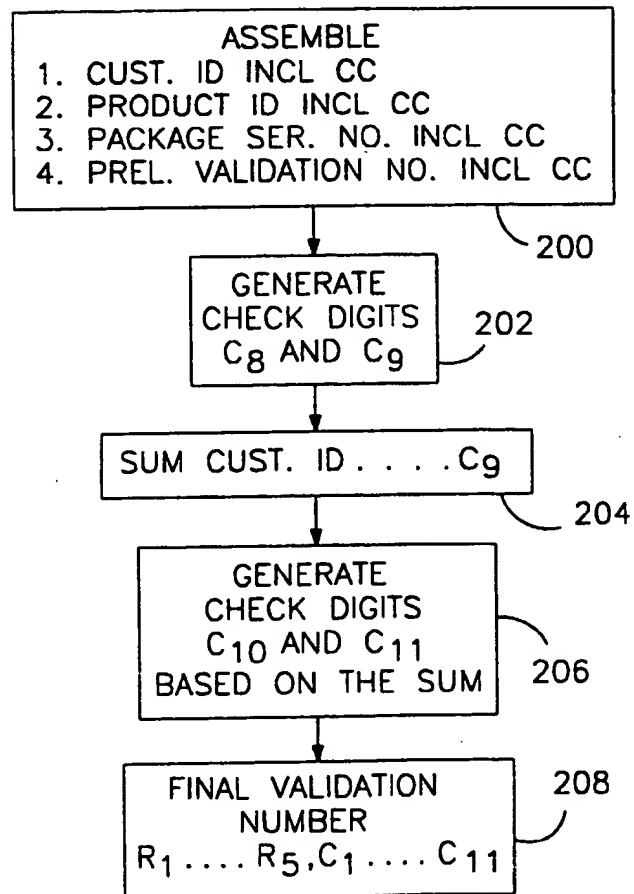 ASSEMBLE
1. CUST. ID INCL CC
2. PRODUCT ID INCL CC
3. PACKAGE SER. NO. INCL CC
4. PREL. VALIDATION NO. INCL CC
200
GENERATE
CHECK DIGITS
C8 AND C9
202
SUM CUST. ID . . . . C9
204
GENERATE
CHECK DIGITS
C10 AND C11
BASED ON THE SUM
206
FINAL VALIDATION
NUMBER
R1 .... R5, C1 .... C11
208